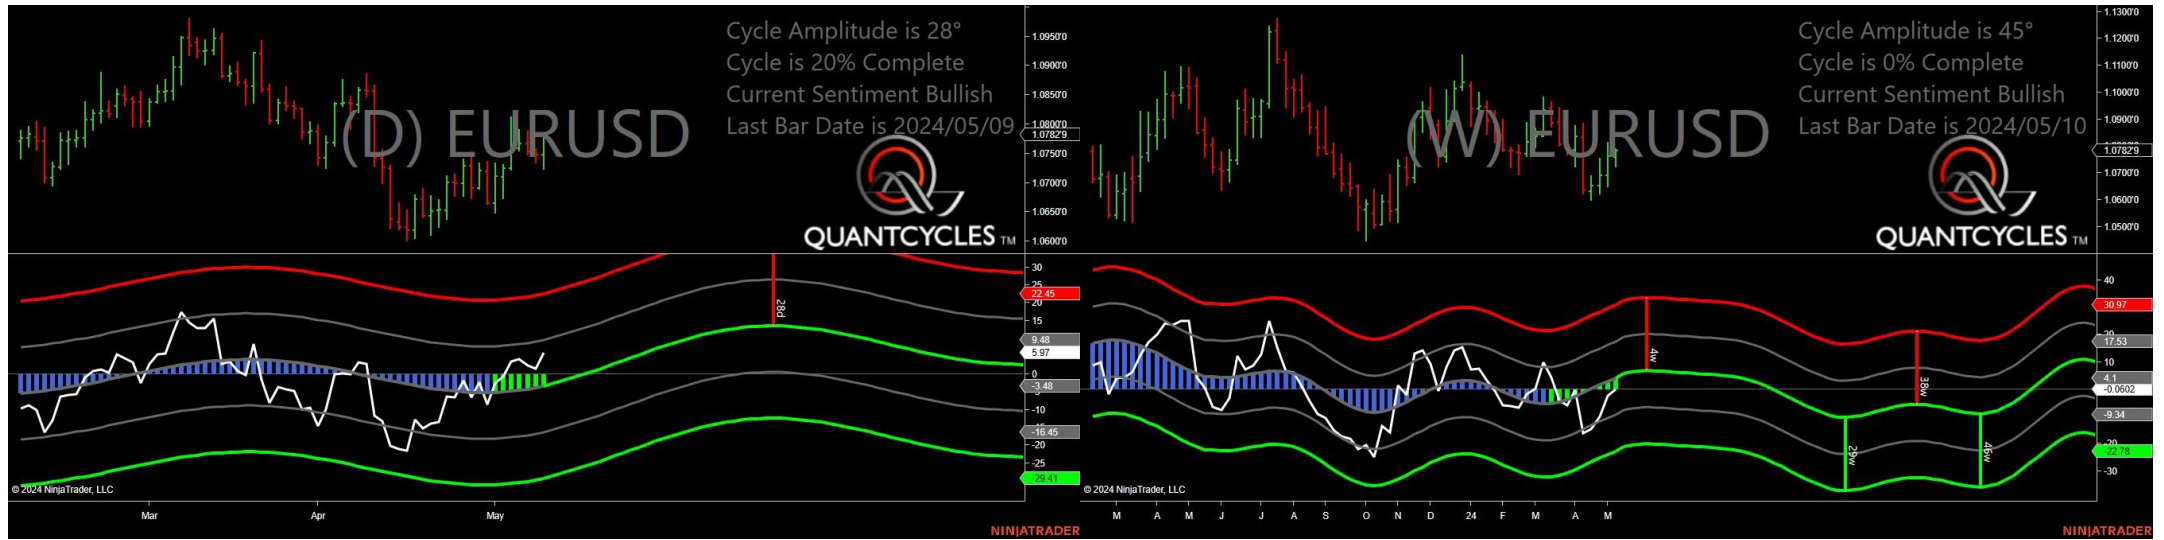 Cycle Amplitude is 28°
Cycle is 20% Complete
Current Sentiment Bullish
Last Bar Date is 2024/05/09
(D) EURUSD
QUANTCYCLES TM
1.0950'0
1.0900'0
1.0850'0
1.0800'0
1.0782'9
1.0750'0
1.0700'0
1.0650'0
1.0600'0
28d
30
25
22.45
20
15
9.48
5.97
0
-3.48
-10
-16.45
-20
-25
-29.41
© 2024 NinjaTrader, LLC
Mar Apr May
NINJATRADER
Cycle Amplitude is 45°
Cycle is 0% Complete
Current Sentiment Bullish
Last Bar Date is 2024/05/10
(W) EURUSD
QUANTCYCLES TM
1.1300'0
1.1200'0
1.1100'0
1.1000'0
1.0900'0
1.0782'9
1.0700'0
1.0600'0
1.0500'0
4w
29w
38w
46w
40
30.97
20
17.53
10
4.1
-0.0602
-9.34
-20
-22.78
-30
© 2024 NinjaTrader, LLC
M A M J J A S O N D 24 F M A M
NINJATRADER